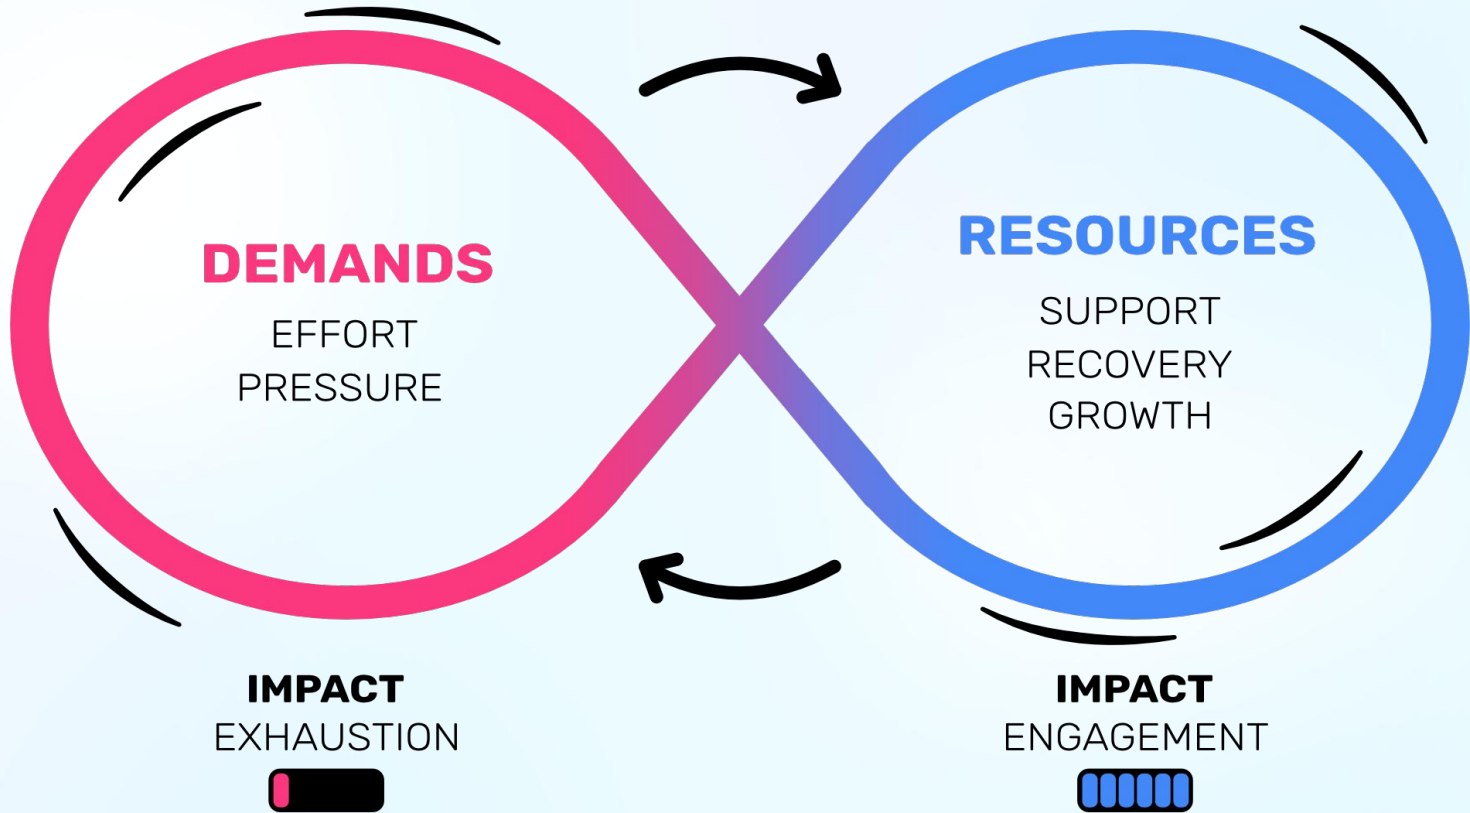 DEMANDS
EFFORT
PRESSURE
RESOURCES
SUPPORT
RECOVERY
GROWTH
IMPACT
EXHAUSTION
IMPACT
ENGAGEMENT